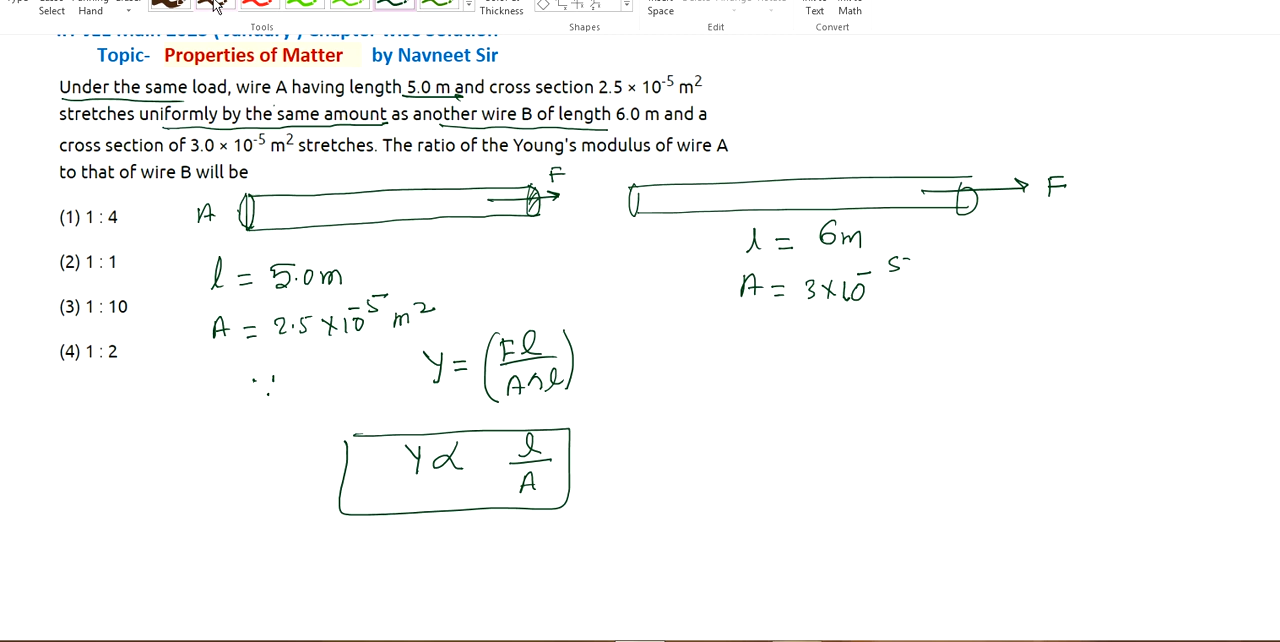 Select
Hand
Thickness
Space
Text
Math
Tools
Shapes
Edit
Convert
Topic- Properties of Matter by Navneet Sir
Under the same load, wire A having length 5.0 m and cross section 2.5 × 10⁻⁵ m²
stretches uniformly by the same amount as another wire B of length 6.0 m and a
cross section of 3.0 × 10⁻⁵ m² stretches. The ratio of the Young's modulus of wire A
to that of wire B will be
(1) 1 : 4
(2) 1 : 1
(3) 1 : 10
(4) 1 : 2
A
F
F
l = 5.0m
A = 2.5 × 10⁻⁵ m²
l = 6m
A = 3×10⁻⁵
∵
Y = (Fl / A∆l)
Y ∝ l / A